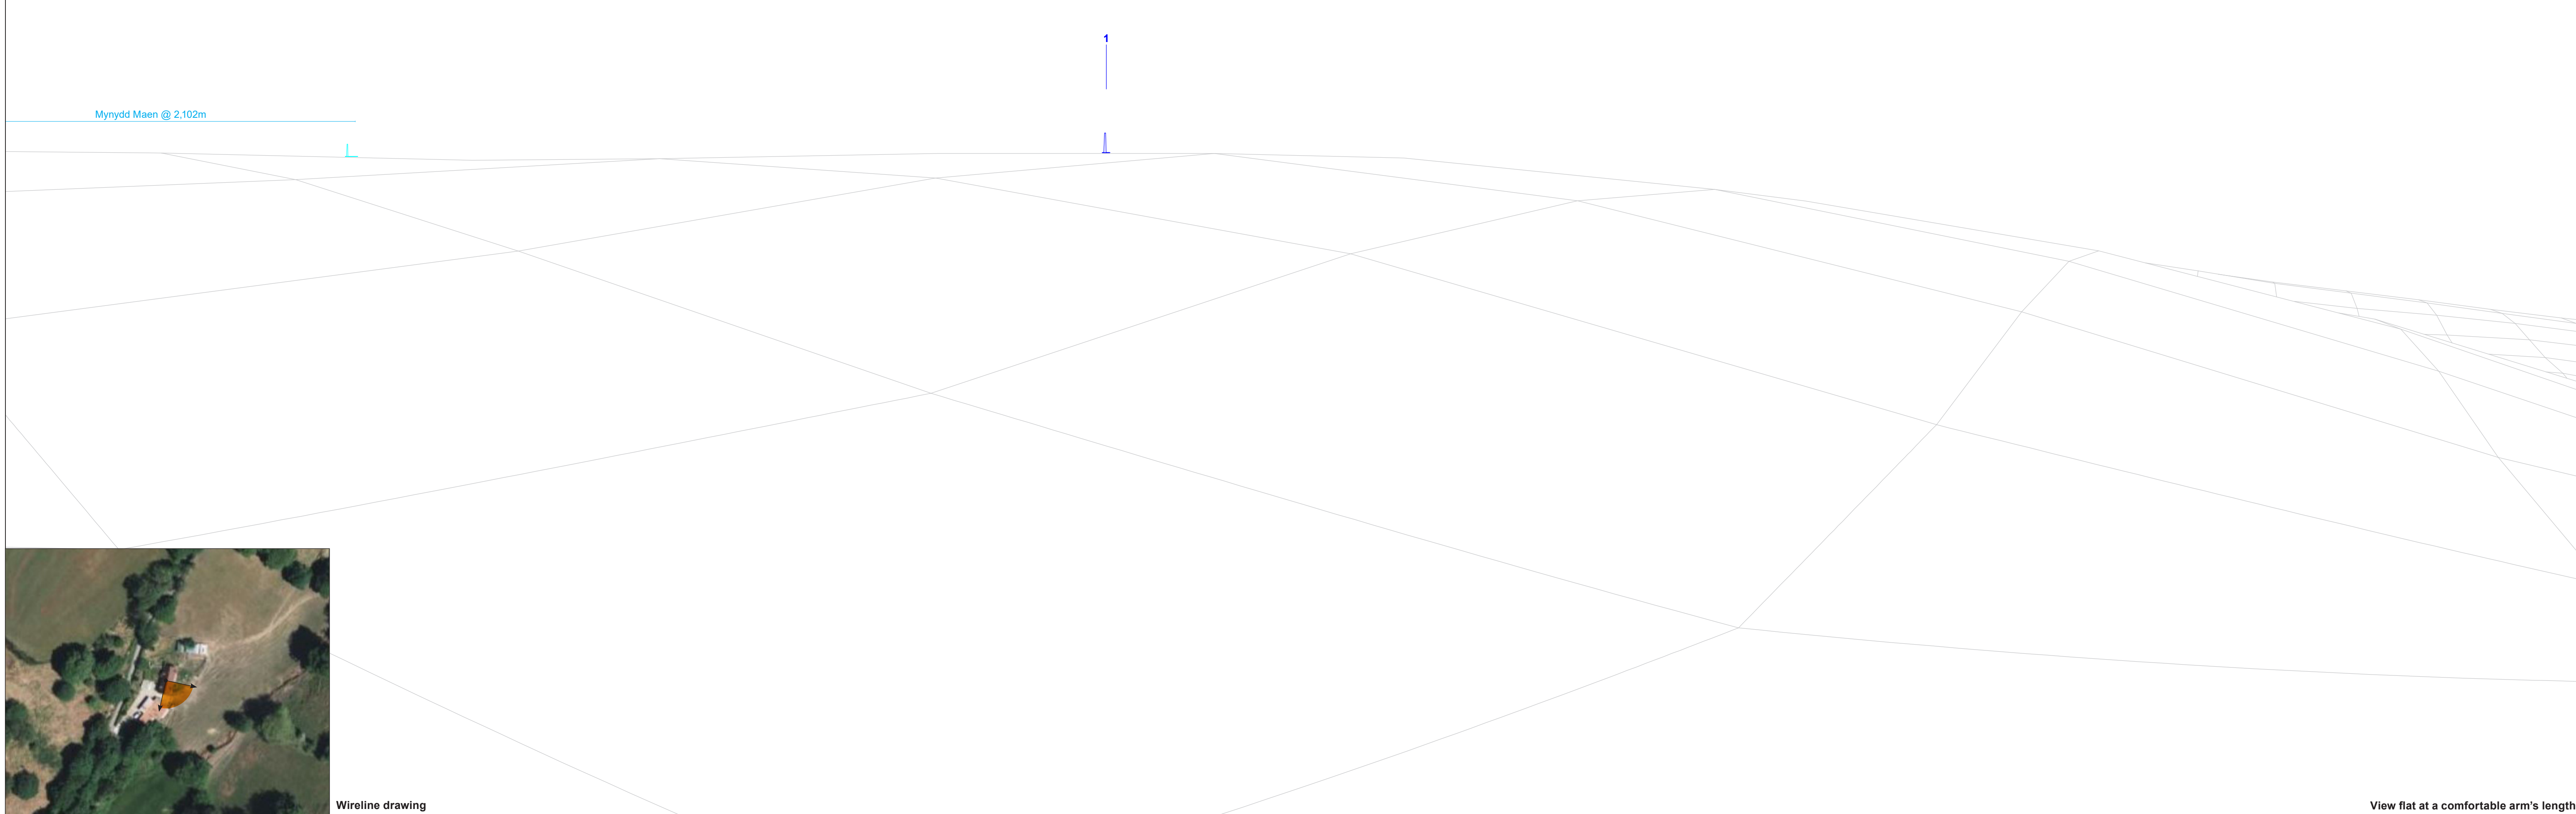 1
Mynydd Maen @ 2,102m
Wireline drawing
View flat at a comfortable arm's length